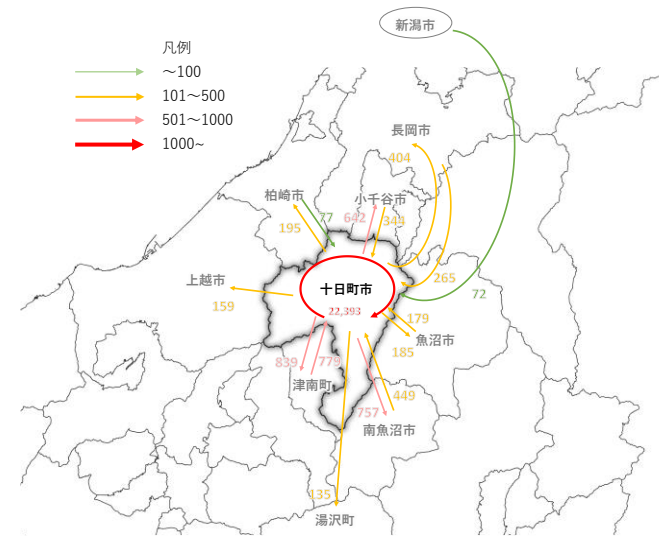 新潟市
凡例
～100
101～500
501～1000
1000~
長岡市
404
柏崎市
小千谷市
77
642
344
195
上越市
265
十日町市
72
159
22,393
179
魚沼市
185
839
779
津南町
449
757
南魚沼市
135
湯沢町